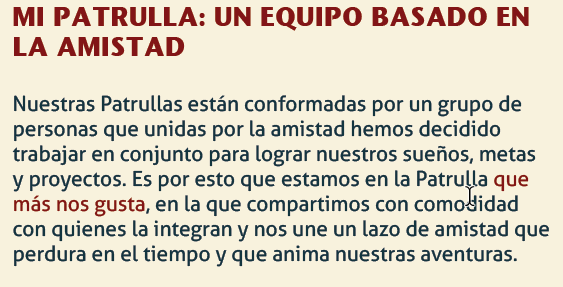 MI PATRULLA: UN EQUIPO BASADO EN
LA AMISTAD
Nuestras Patrullas están conformadas por un grupo de
personas que unidas por la amistad hemos decidido
trabajar en conjunto para lograr nuestros sueños, metas
y proyectos. Es por esto que estamos en la Patrulla que
más nos gusta, en la que compartimos con comodidad
con quienes la integran y nos une un lazo de amistad que
perdura en el tiempo y que anima nuestras aventuras.